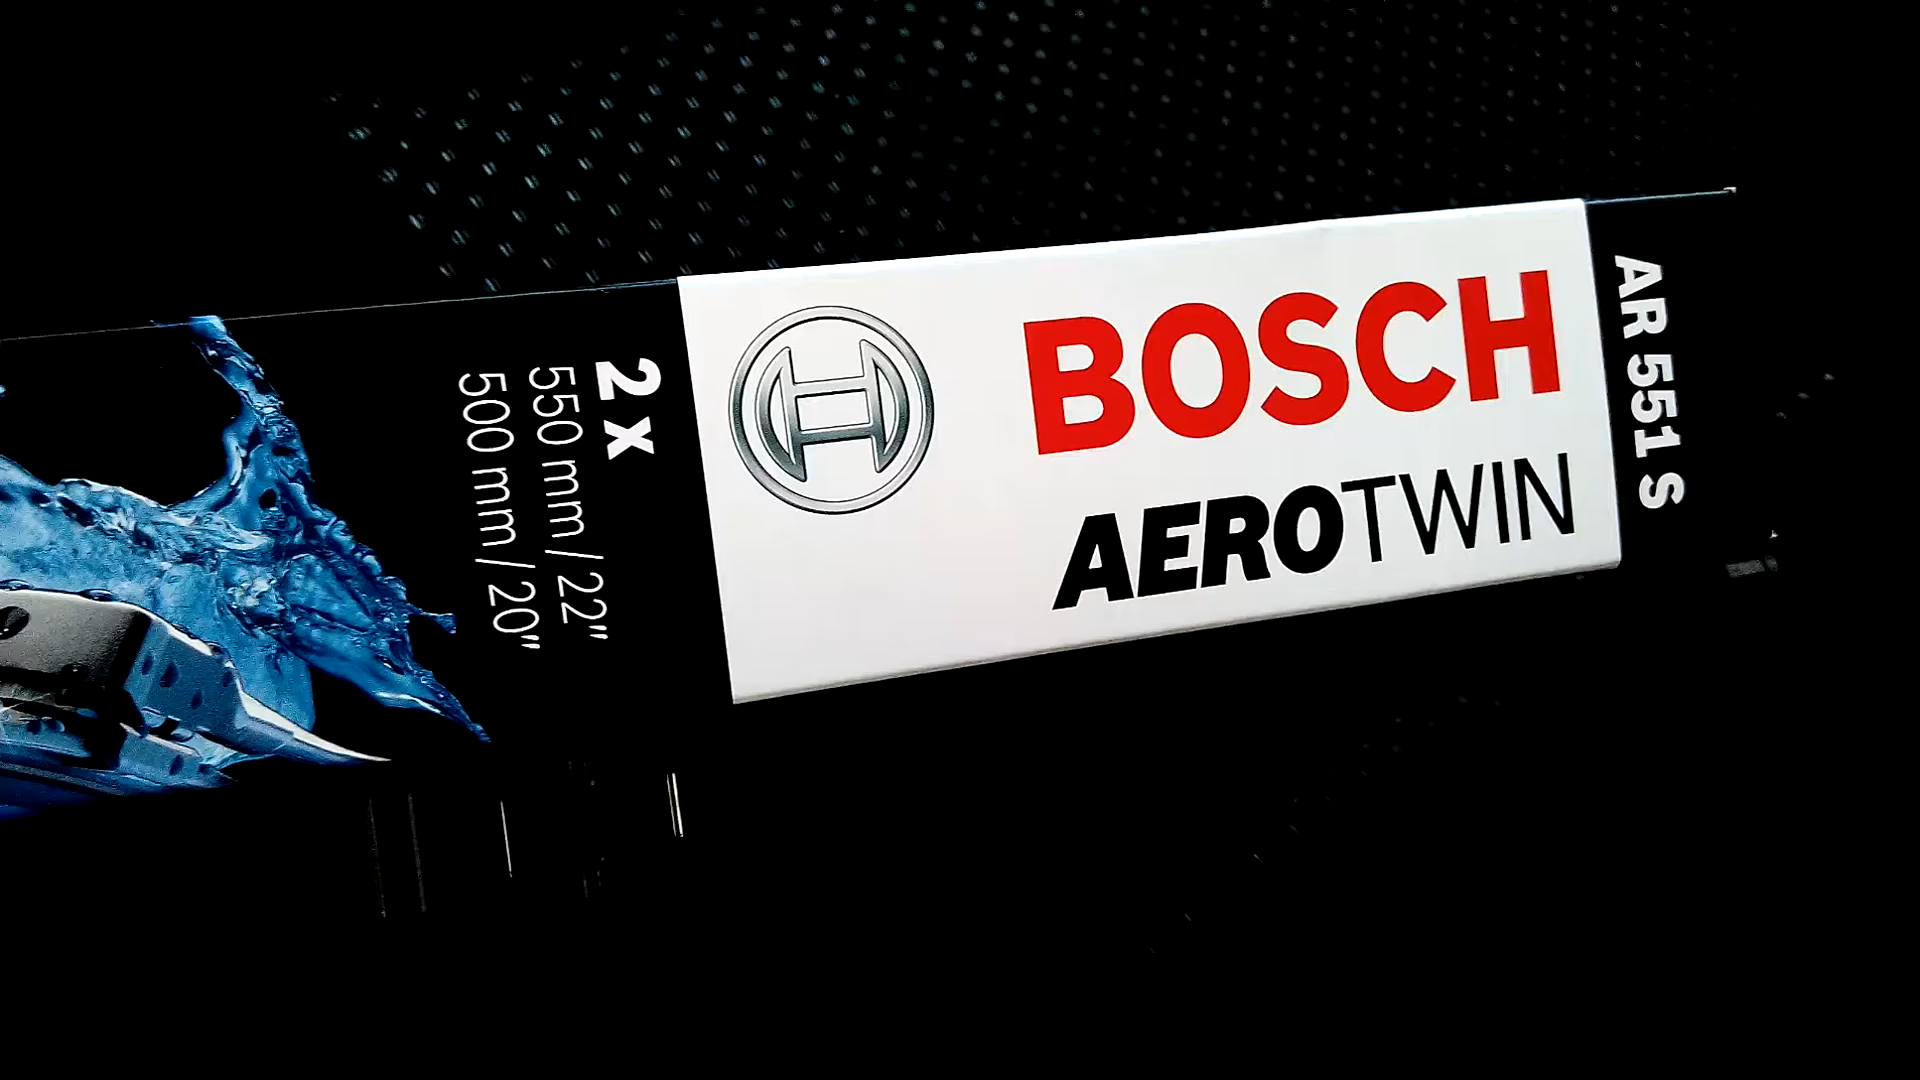 BOSCH
AEROTWIN
AR 551 S
2 x
550 mm / 22"
500 mm / 20"